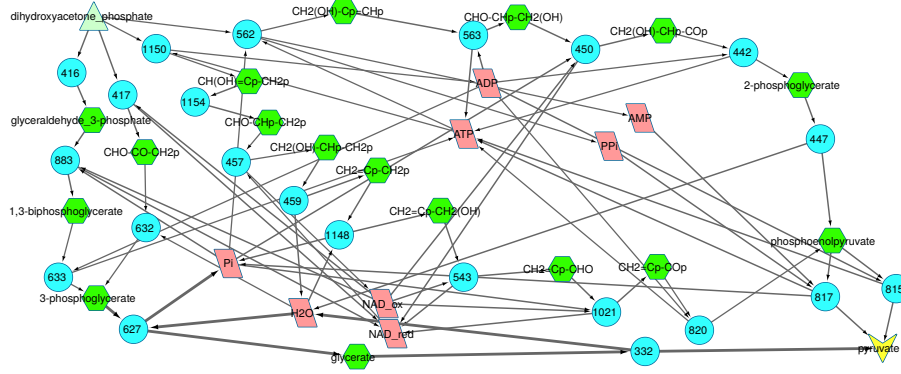 dihydroxyacetone_phosphate
CH2(OH)-Cp=CHp
CHO-CHp-CH2(OH)
CH2(OH)-CHp-COp
562
563
450
442
1150
416
417
1154
CH(OH)=Cp-CH2p
ADP
2-phosphoglycerate
glyceraldehyde_3-phosphate
CHO-CHp-CH2p
AMP
ATP
PPi
447
883
CHO-CO-CH2p
457
CH2(OH)-CHp-CH2p
CH2=Cp-CH2p
459
1,3-biphosphoglycerate
632
1148
CH2=Cp-CH2(OH)
phosphoenolpyruvate
633
Pi
543
CH2=Cp-CHO
CH2=Cp-COp
3-phosphoglycerate
817
815
H2O
NAD_ox
1021
627
NAD_red
820
glycerate
332
pyruvate